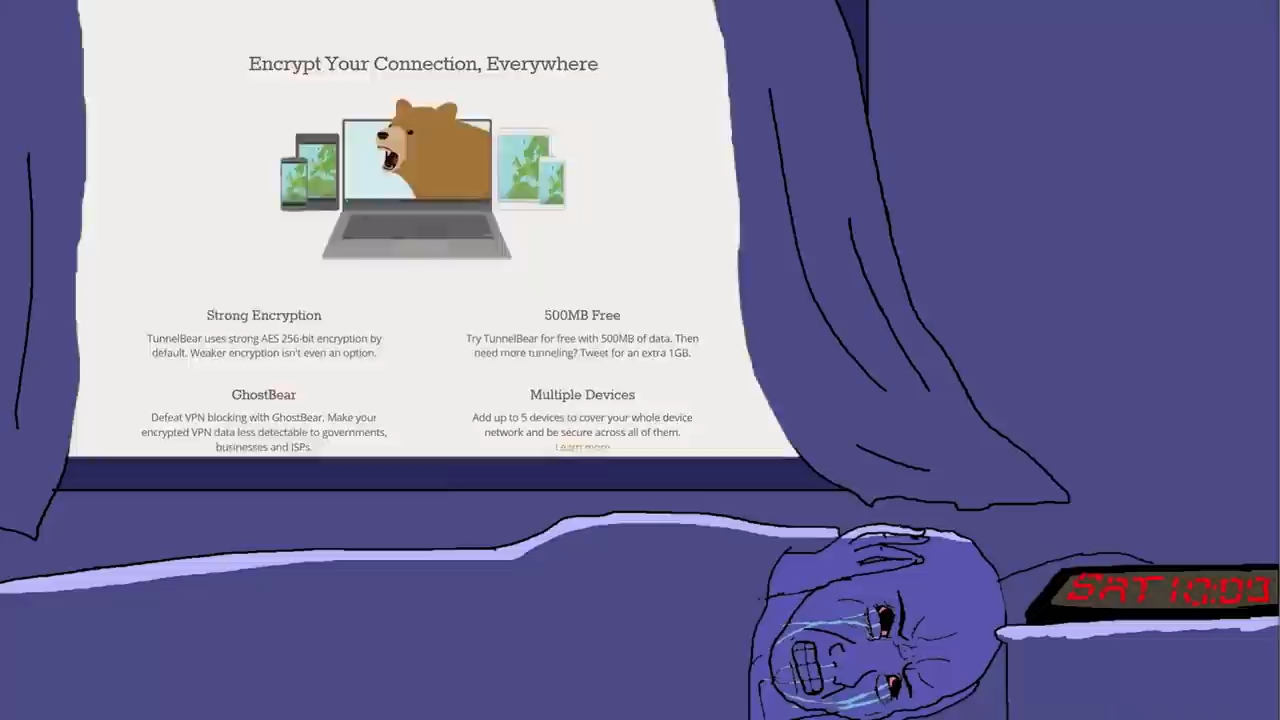 Encrypt Your Connection, Everywhere
Strong Encryption
TunnelBear uses strong AES 256-bit encryption by
default. Weaker encryption isn't even an option.
500MB Free
Try TunnelBear for free with 500MB of data. Then
need more tunneling? Tweet for an extra 1GB.
GhostBear
Defeat VPN blocking with GhostBear. Make your
encrypted VPN data less detectable to governments,
businesses and ISPs.
Multiple Devices
Add up to 5 devices to cover your whole device
network and be secure across all of them.
Learn more
SAT 10:00